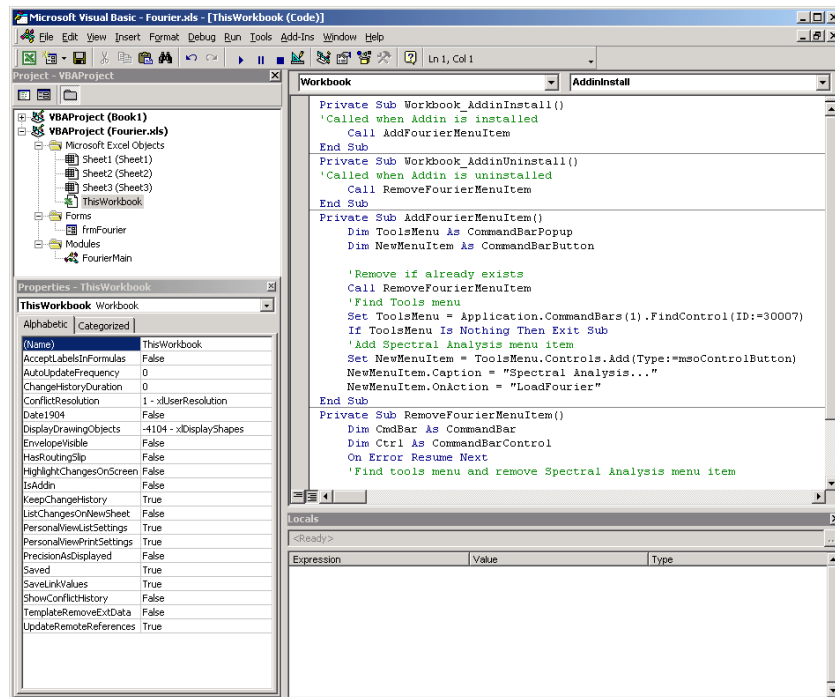 Microsoft Visual Basic - Fourier.xls - [ThisWorkbook (Code)]
File Edit View Insert Format Debug Run Tools Add-Ins Window Help
Ln 1, Col 1
Project - VBAProject
VBAProject (Book1)
VBAProject (Fourier.xls)
Microsoft Excel Objects
Sheet1 (Sheet1)
Sheet2 (Sheet2)
Sheet3 (Sheet3)
ThisWorkbook
Forms
frmFourier
Modules
FourierMain
Properties - ThisWorkbook
ThisWorkbook Workbook
Alphabetic Categorized
(Name) ThisWorkbook
AcceptLabelsInFormulas False
AutoUpdateFrequency 0
ChangeHistoryDuration 0
ConflictResolution 1 - xlUserResolution
Date1904 False
DisplayDrawingObjects -4104 - xlDisplayShapes
EnvelopeVisible False
HasRoutingSlip False
HighlightChangesOnScreen False
IsAddin False
KeepChangeHistory True
ListChangesOnNewSheet False
PersonalViewListSettings True
PersonalViewPrintSettings True
PrecisionAsDisplayed False
Saved True
SaveLinkValues True
ShowConflictHistory False
TemplateRemoveExtData False
UpdateRemoteReferences True
Workbook AddinInstall
Private Sub Workbook_AddinInstall()
'Called when Addin is installed
Call AddFourierMenuItem
End Sub
Private Sub Workbook_AddinUninstall()
'Called when Addin is uninstalled
Call RemoveFourierMenuItem
End Sub
Private Sub AddFourierMenuItem()
Dim ToolsMenu As CommandBarPopup
Dim NewMenuItem As CommandBarButton
'Remove if already exists
Call RemoveFourierMenuItem
'Find Tools menu
Set ToolsMenu = Application.CommandBars(1).FindControl(ID:=30007)
If ToolsMenu Is Nothing Then Exit Sub
'Add Spectral Analysis menu item
Set NewMenuItem = ToolsMenu.Controls.Add(Type:=msoControlButton)
NewMenuItem.Caption = "Spectral Analysis..."
NewMenuItem.OnAction = "LoadFourier"
End Sub
Private Sub RemoveFourierMenuItem()
Dim CmdBar As CommandBar
Dim Ctrl As CommandBarControl
On Error Resume Next
'Find tools menu and remove Spectral Analysis menu item
Locals
<Ready>
Expression Value Type